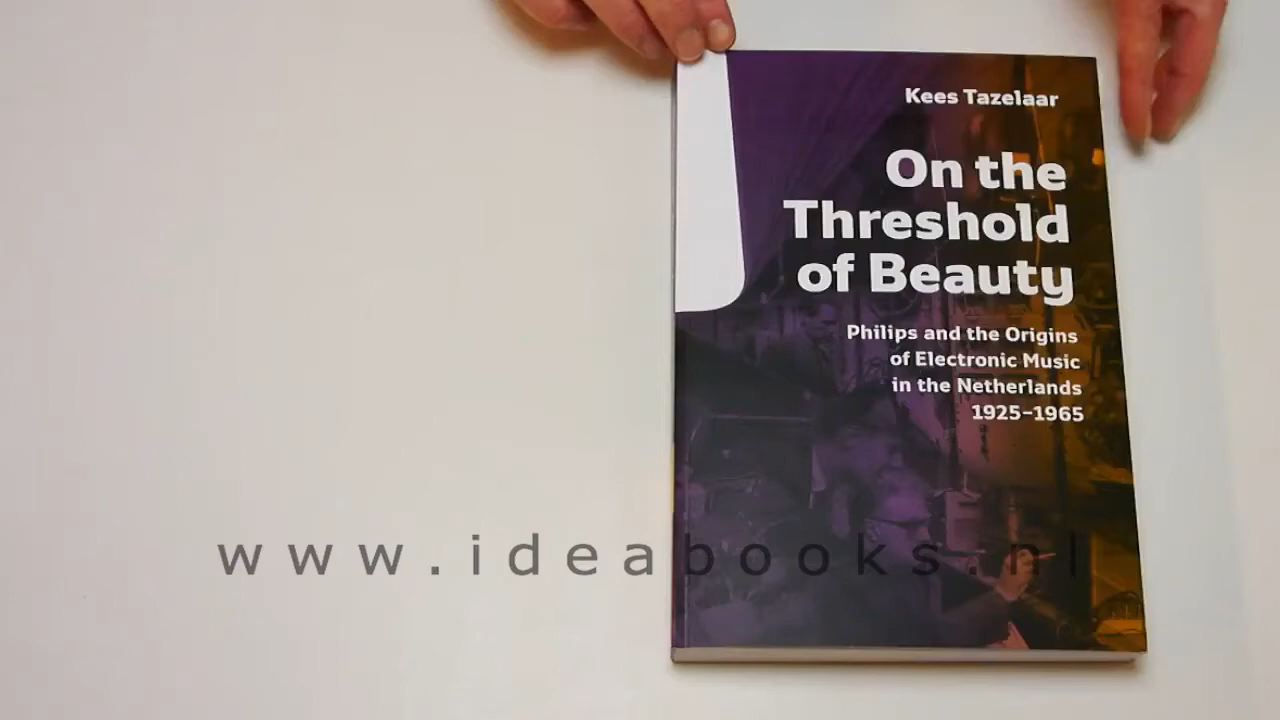 Kees Tazelaar
On the
Threshold
of Beauty
Philips and the Origins
of Electronic Music
in the Netherlands
1925–1965
www.ideabooks.nl